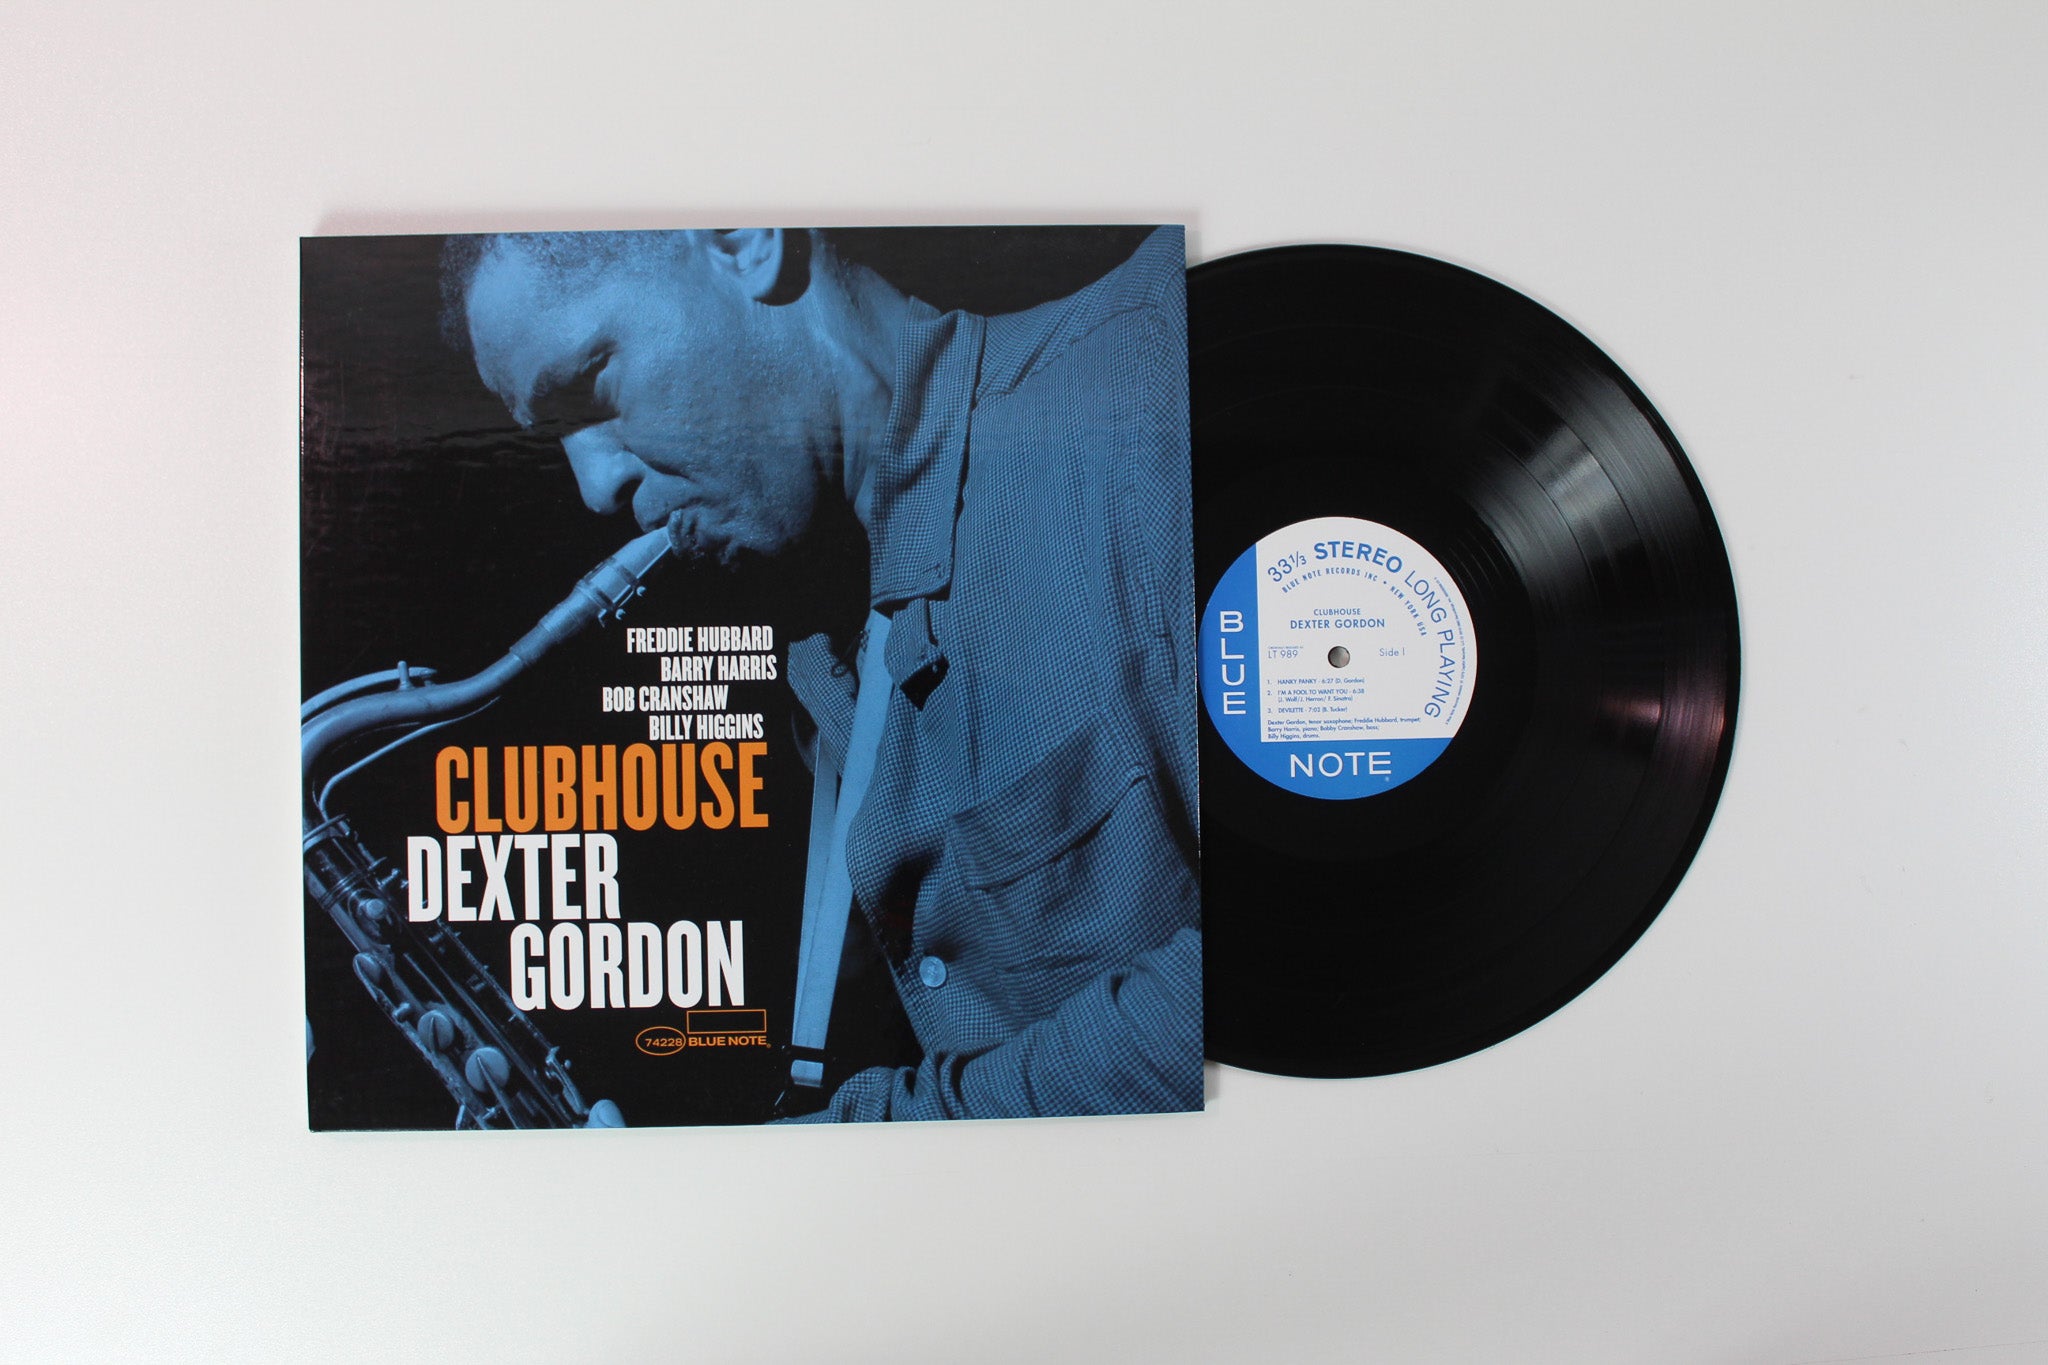 FREDDIE HUBBARD
BARRY HARRIS
BOB CRANSHAW
BILLY HIGGINS
CLUBHOUSE
DEXTER
GORDON
74228 BLUE NOTE®
33 1/3 STEREO LONG PLAYING
BLUE NOTE RECORDS INC • NEW YORK USA
CLUBHOUSE
DEXTER GORDON
LT 989
Side I
1. HANKY PANKY - 6:27 (D. Gordon)
2. I'M A FOOL TO WANT YOU - 6:38
(J. Wolf/J. Herron/ F. Sinatra)
3. DEVILETTE - 7:03 (B. Tucker)
Dexter Gordon, tenor saxophone; Freddie Hubbard, trumpet;
Barry Harris, piano; Bobby Cranshaw, bass;
Billy Higgins, drums.
BLUE
NOTE